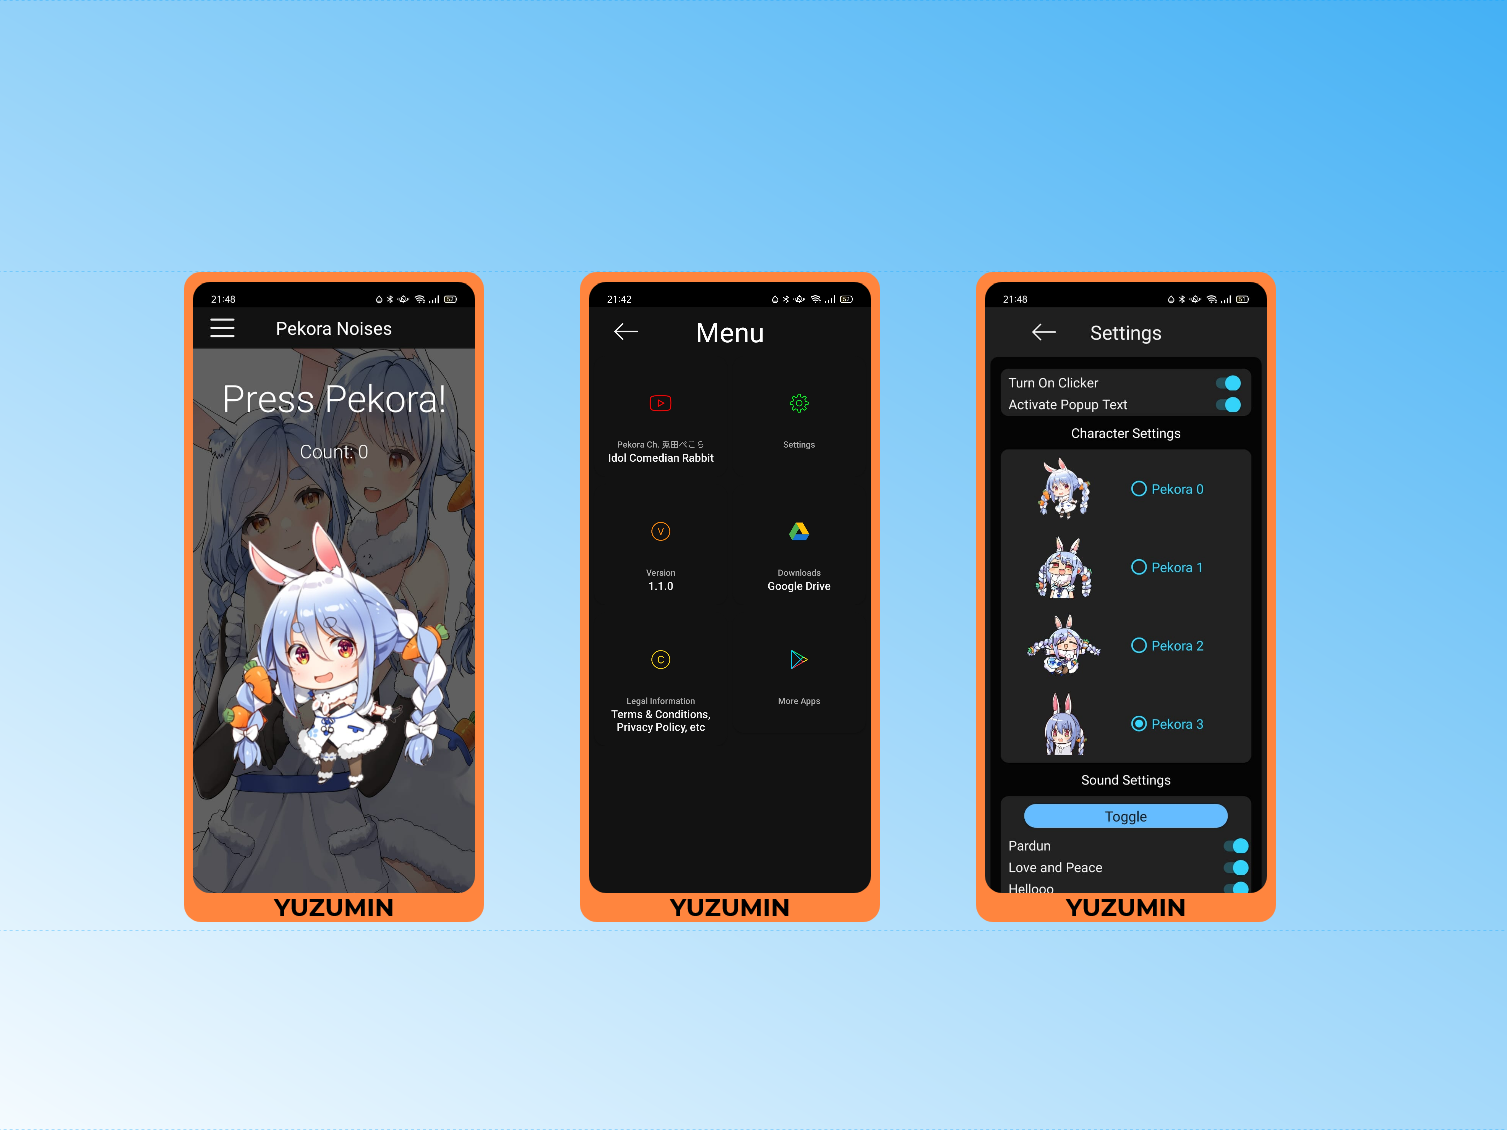 21:48
Pekora Noises
Press Pekora!
Count: 0
YUZUMIN
21:42
Menu
Pekora Ch. 兎田ぺこら
Idol Comedian Rabbit
Settings
V
Version
1.1.0
Downloads
Google Drive
C
Legal Information
Terms & Conditions,
Privacy Policy, etc
More Apps
YUZUMIN
21:48
Settings
Turn On Clicker
Activate Popup Text
Character Settings
Pekora 0
Pekora 1
Pekora 2
Pekora 3
Sound Settings
Toggle
Pardun
Love and Peace
Hellooo
YUZUMIN